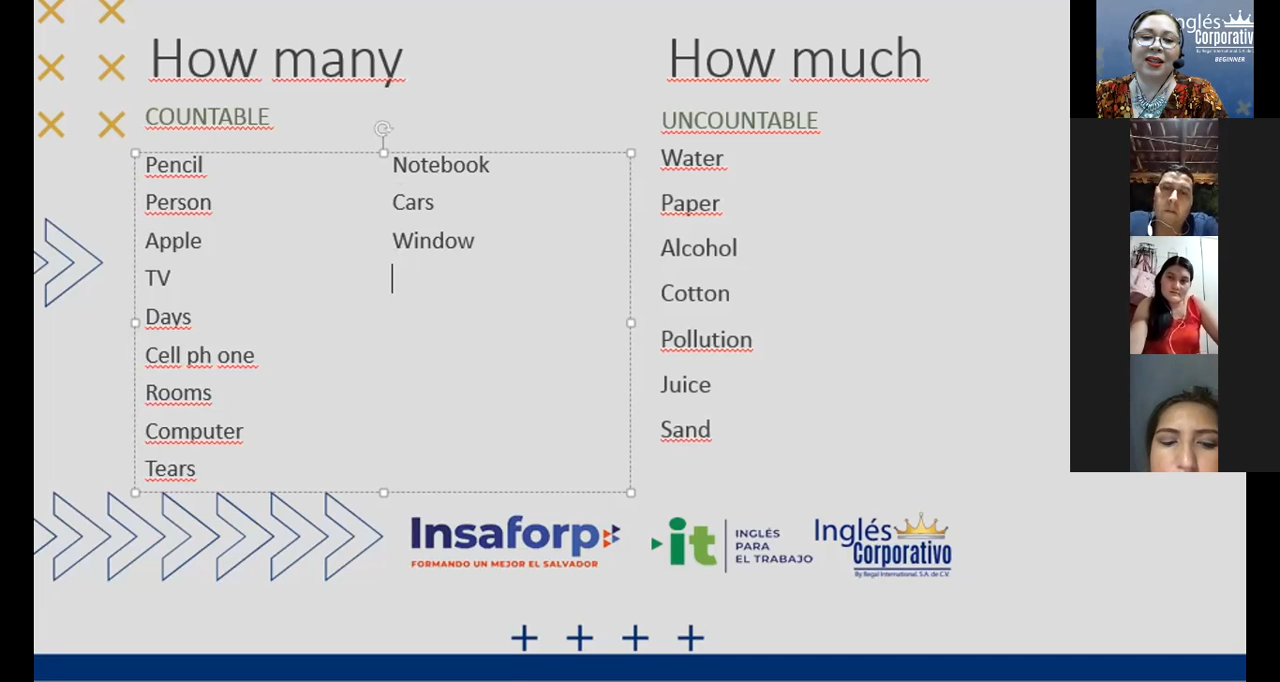 How many
COUNTABLE
Pencil
Person
Apple
TV
Days
Cell ph one
Rooms
Computer
Tears
Notebook
Cars
Window
How much
UNCOUNTABLE
Water
Paper
Alcohol
Cotton
Pollution
Juice
Sand
Insaforp
FORMANDO UN MEJOR EL SALVADOR
it
INGLÉS
PARA
EL TRABAJO
Inglés
Corporativo
By Regal International, S.A. de C.V.
Inglés
Corporativo
BEGINNER